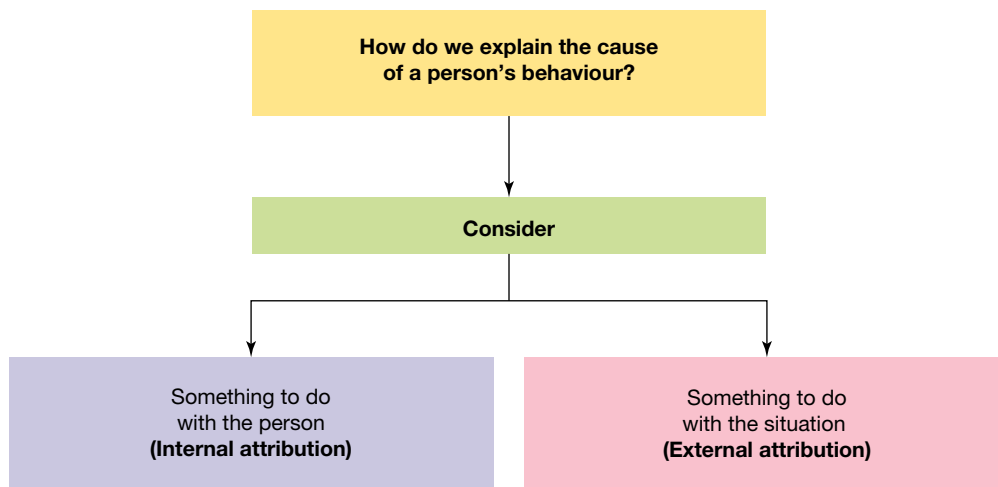 How do we explain the cause
of a person’s behaviour?
Consider
Something to do
with the person
(Internal attribution)
Something to do
with the situation
(External attribution)